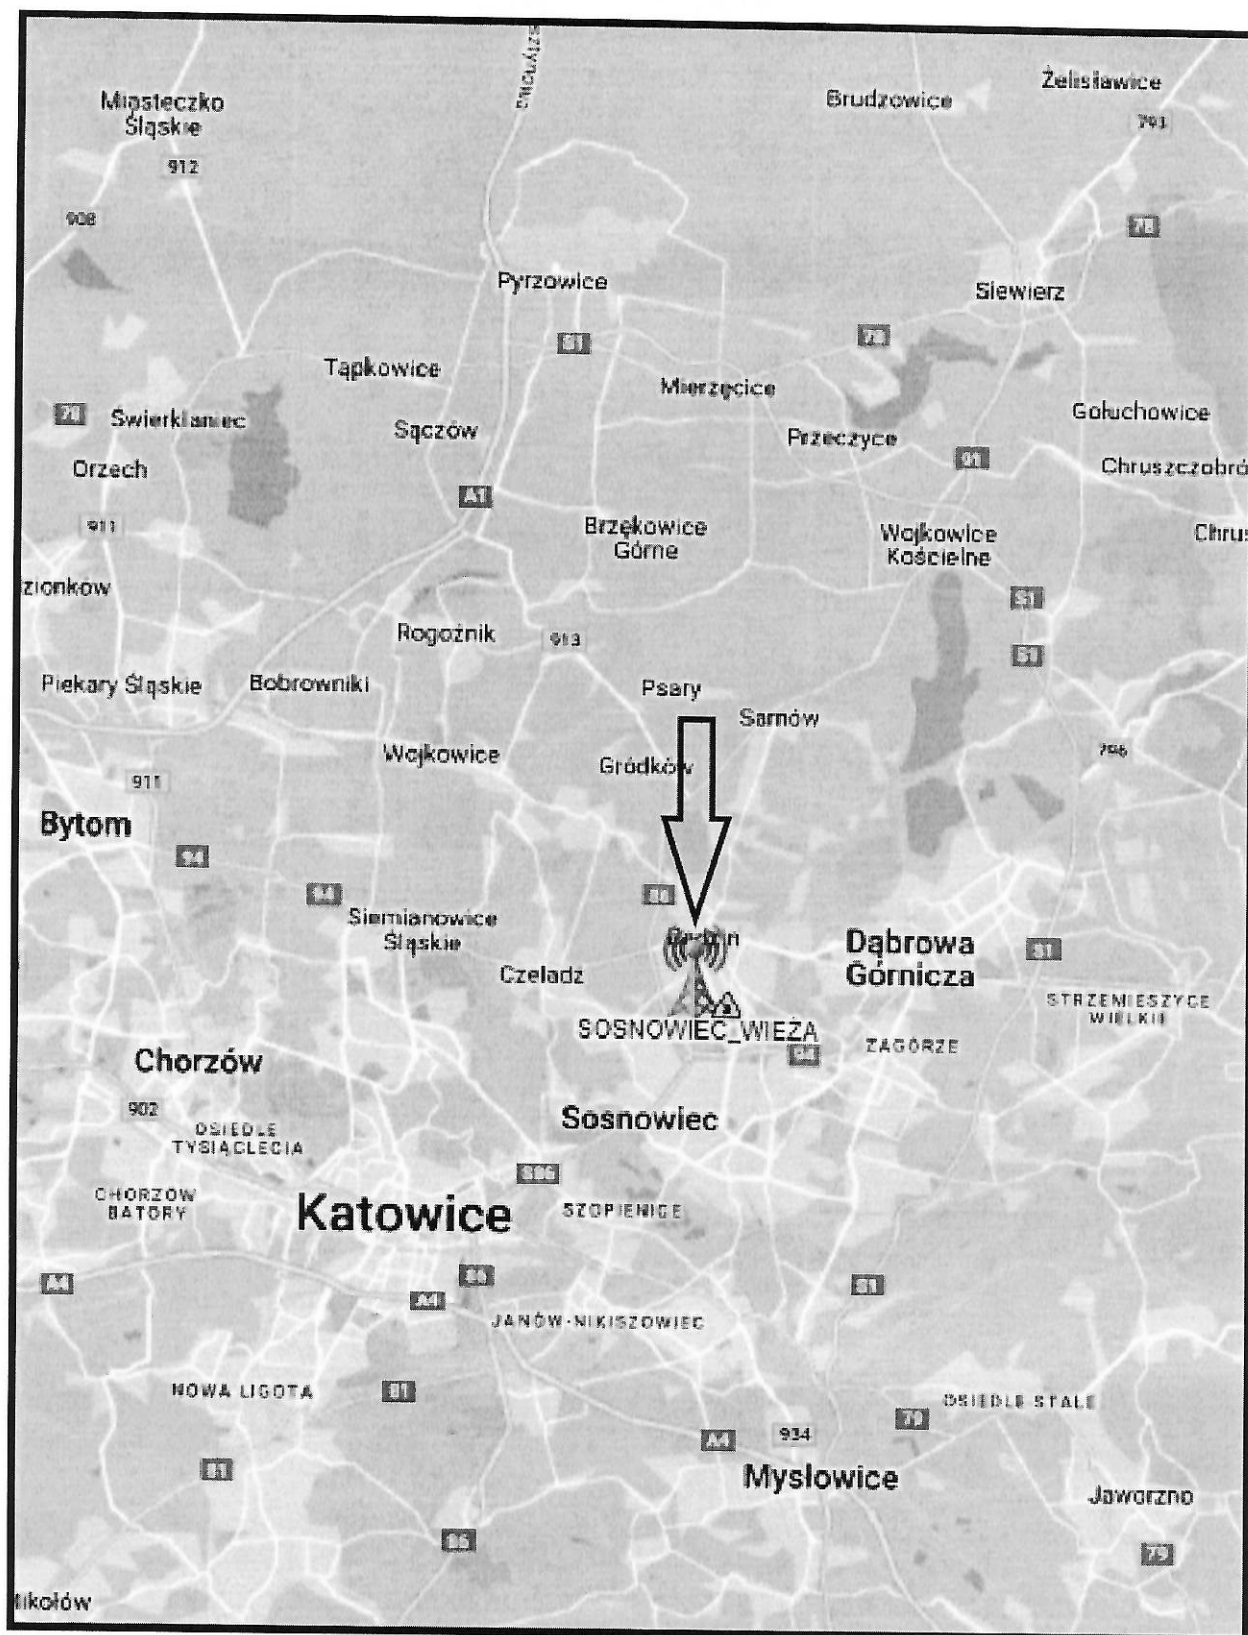 Miasteczko
Śląskie
912
908
Brudzowice
Żelisławice
793
78
Pyrzowice
Siewierz
S1
78
Tąpkowice
Mierzęcice
78
Świerklaniec
Sączów
Przeczyce
Gołuchowice
Orzech
A1
S1
Chruszczobró
911
Brzękowice
Górne
Wojkowice
Kościelne
Chrus
zionków
S1
Rogoźnik
913
S1
Piekary Śląskie
Bobrowniki
Psary
Sarnów
Wojkowice
Gródków
796
911
Bytom
94
94
86
Siemianowice
Śląskie
Dąbrowa
Górnicza
S1
Czeladź
STRZEMIESZYCE
WIELKIE
SOSNOWIEC_WIEŻA
94
ZAGÓRZE
Chorzów
902
OSIEDLE
TYSIĄCLECIA
Sosnowiec
S86
CHORZÓW
BATORY
Katowice
SZOPIENICE
A4
86
A4
S1
JANÓW-NIKISZOWIEC
NOWA LIGOTA
81
79
OSIEDLE STAŁE
A4
934
81
Mysłowice
Jaworzno
86
79
Mikołów